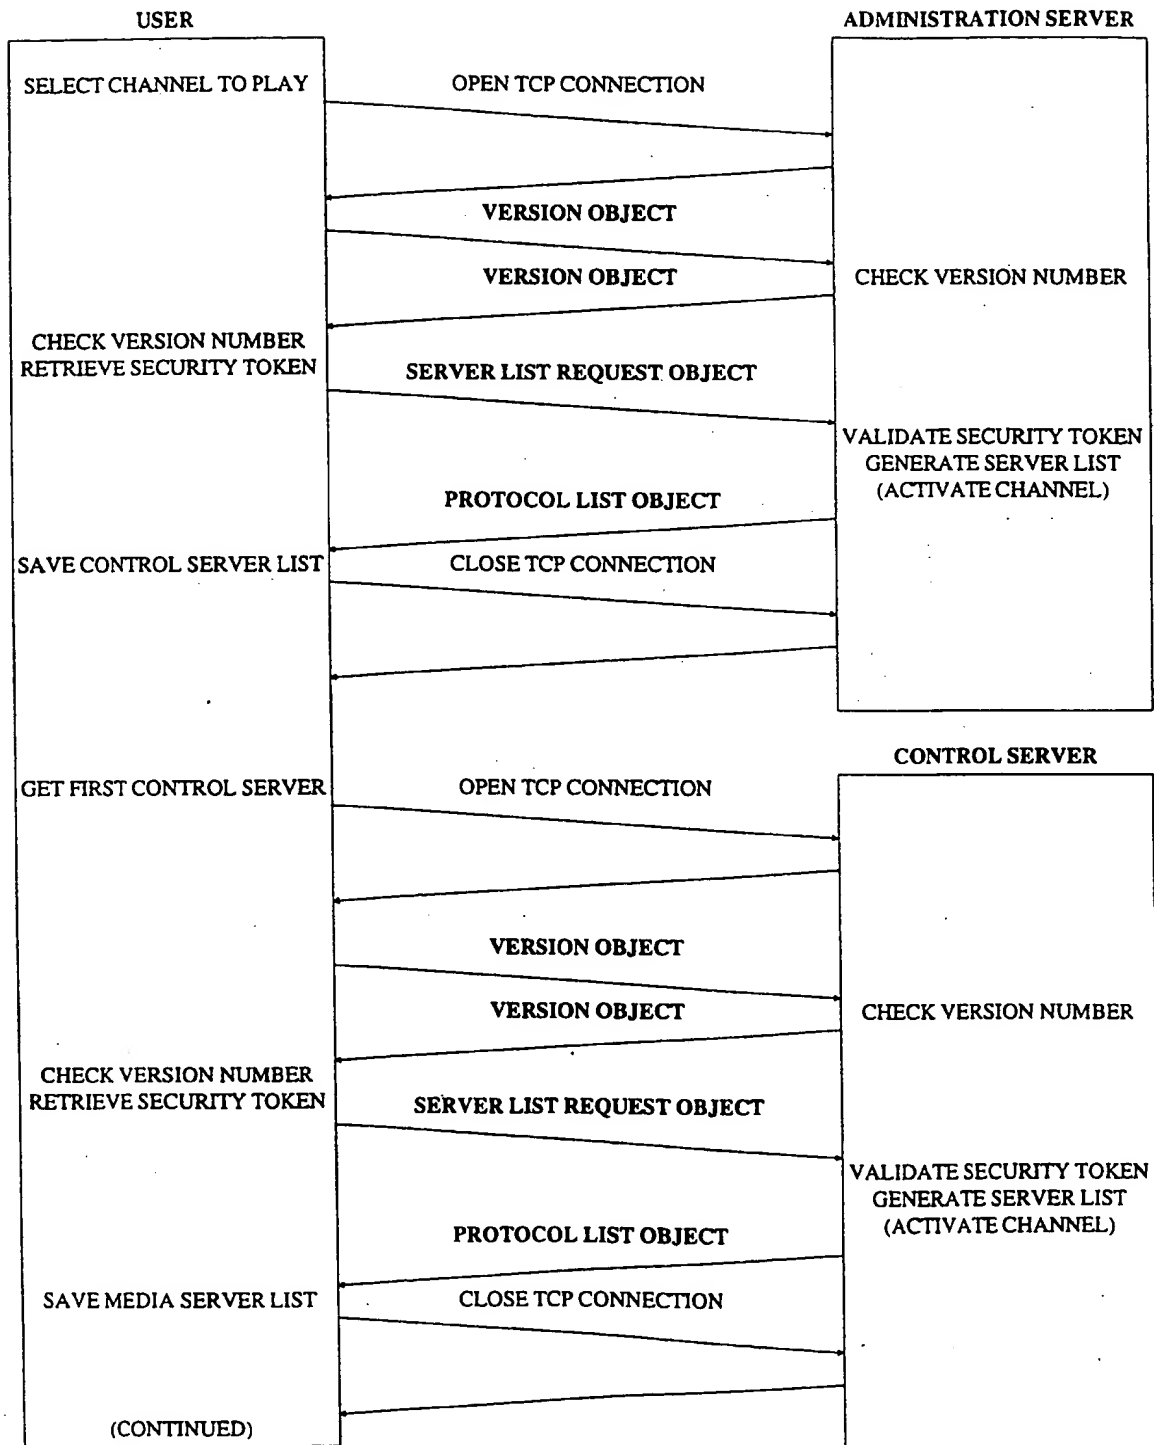 USER
ADMINISTRATION SERVER
SELECT CHANNEL TO PLAY
OPEN TCP CONNECTION
VERSION OBJECT
VERSION OBJECT
CHECK VERSION NUMBER
CHECK VERSION NUMBER
RETRIEVE SECURITY TOKEN
SERVER LIST REQUEST OBJECT
VALIDATE SECURITY TOKEN
GENERATE SERVER LIST
(ACTIVATE CHANNEL)
PROTOCOL LIST OBJECT
SAVE CONTROL SERVER LIST
CLOSE TCP CONNECTION
CONTROL SERVER
GET FIRST CONTROL SERVER
OPEN TCP CONNECTION
VERSION OBJECT
VERSION OBJECT
CHECK VERSION NUMBER
CHECK VERSION NUMBER
RETRIEVE SECURITY TOKEN
SERVER LIST REQUEST OBJECT
VALIDATE SECURITY TOKEN
GENERATE SERVER LIST
(ACTIVATE CHANNEL)
PROTOCOL LIST OBJECT
SAVE MEDIA SERVER LIST
CLOSE TCP CONNECTION
(CONTINUED)